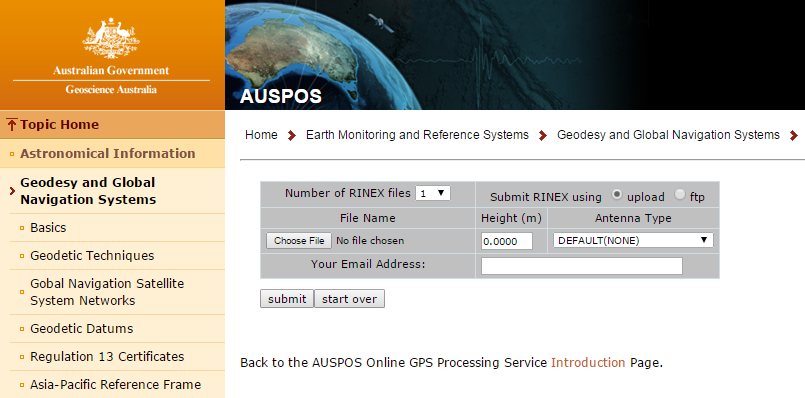 Australian Government
Geoscience Australia
AUSPOS
Topic Home
Astronomical Information
Geodesy and Global
Navigation Systems
Basics
Geodetic Techniques
Gobal Navigation Satellite
System Networks
Geodetic Datums
Regulation 13 Certificates
Asia-Pacific Reference Frame
Home Earth Monitoring and Reference Systems Geodesy and Global Navigation Systems
Number of RINEX files 1 Submit RINEX using upload ftp
File Name Height (m) Antenna Type
Choose File No file chosen 0.0000 DEFAULT(NONE)
Your Email Address:
submit start over
Back to the AUSPOS Online GPS Processing Service Introduction Page.